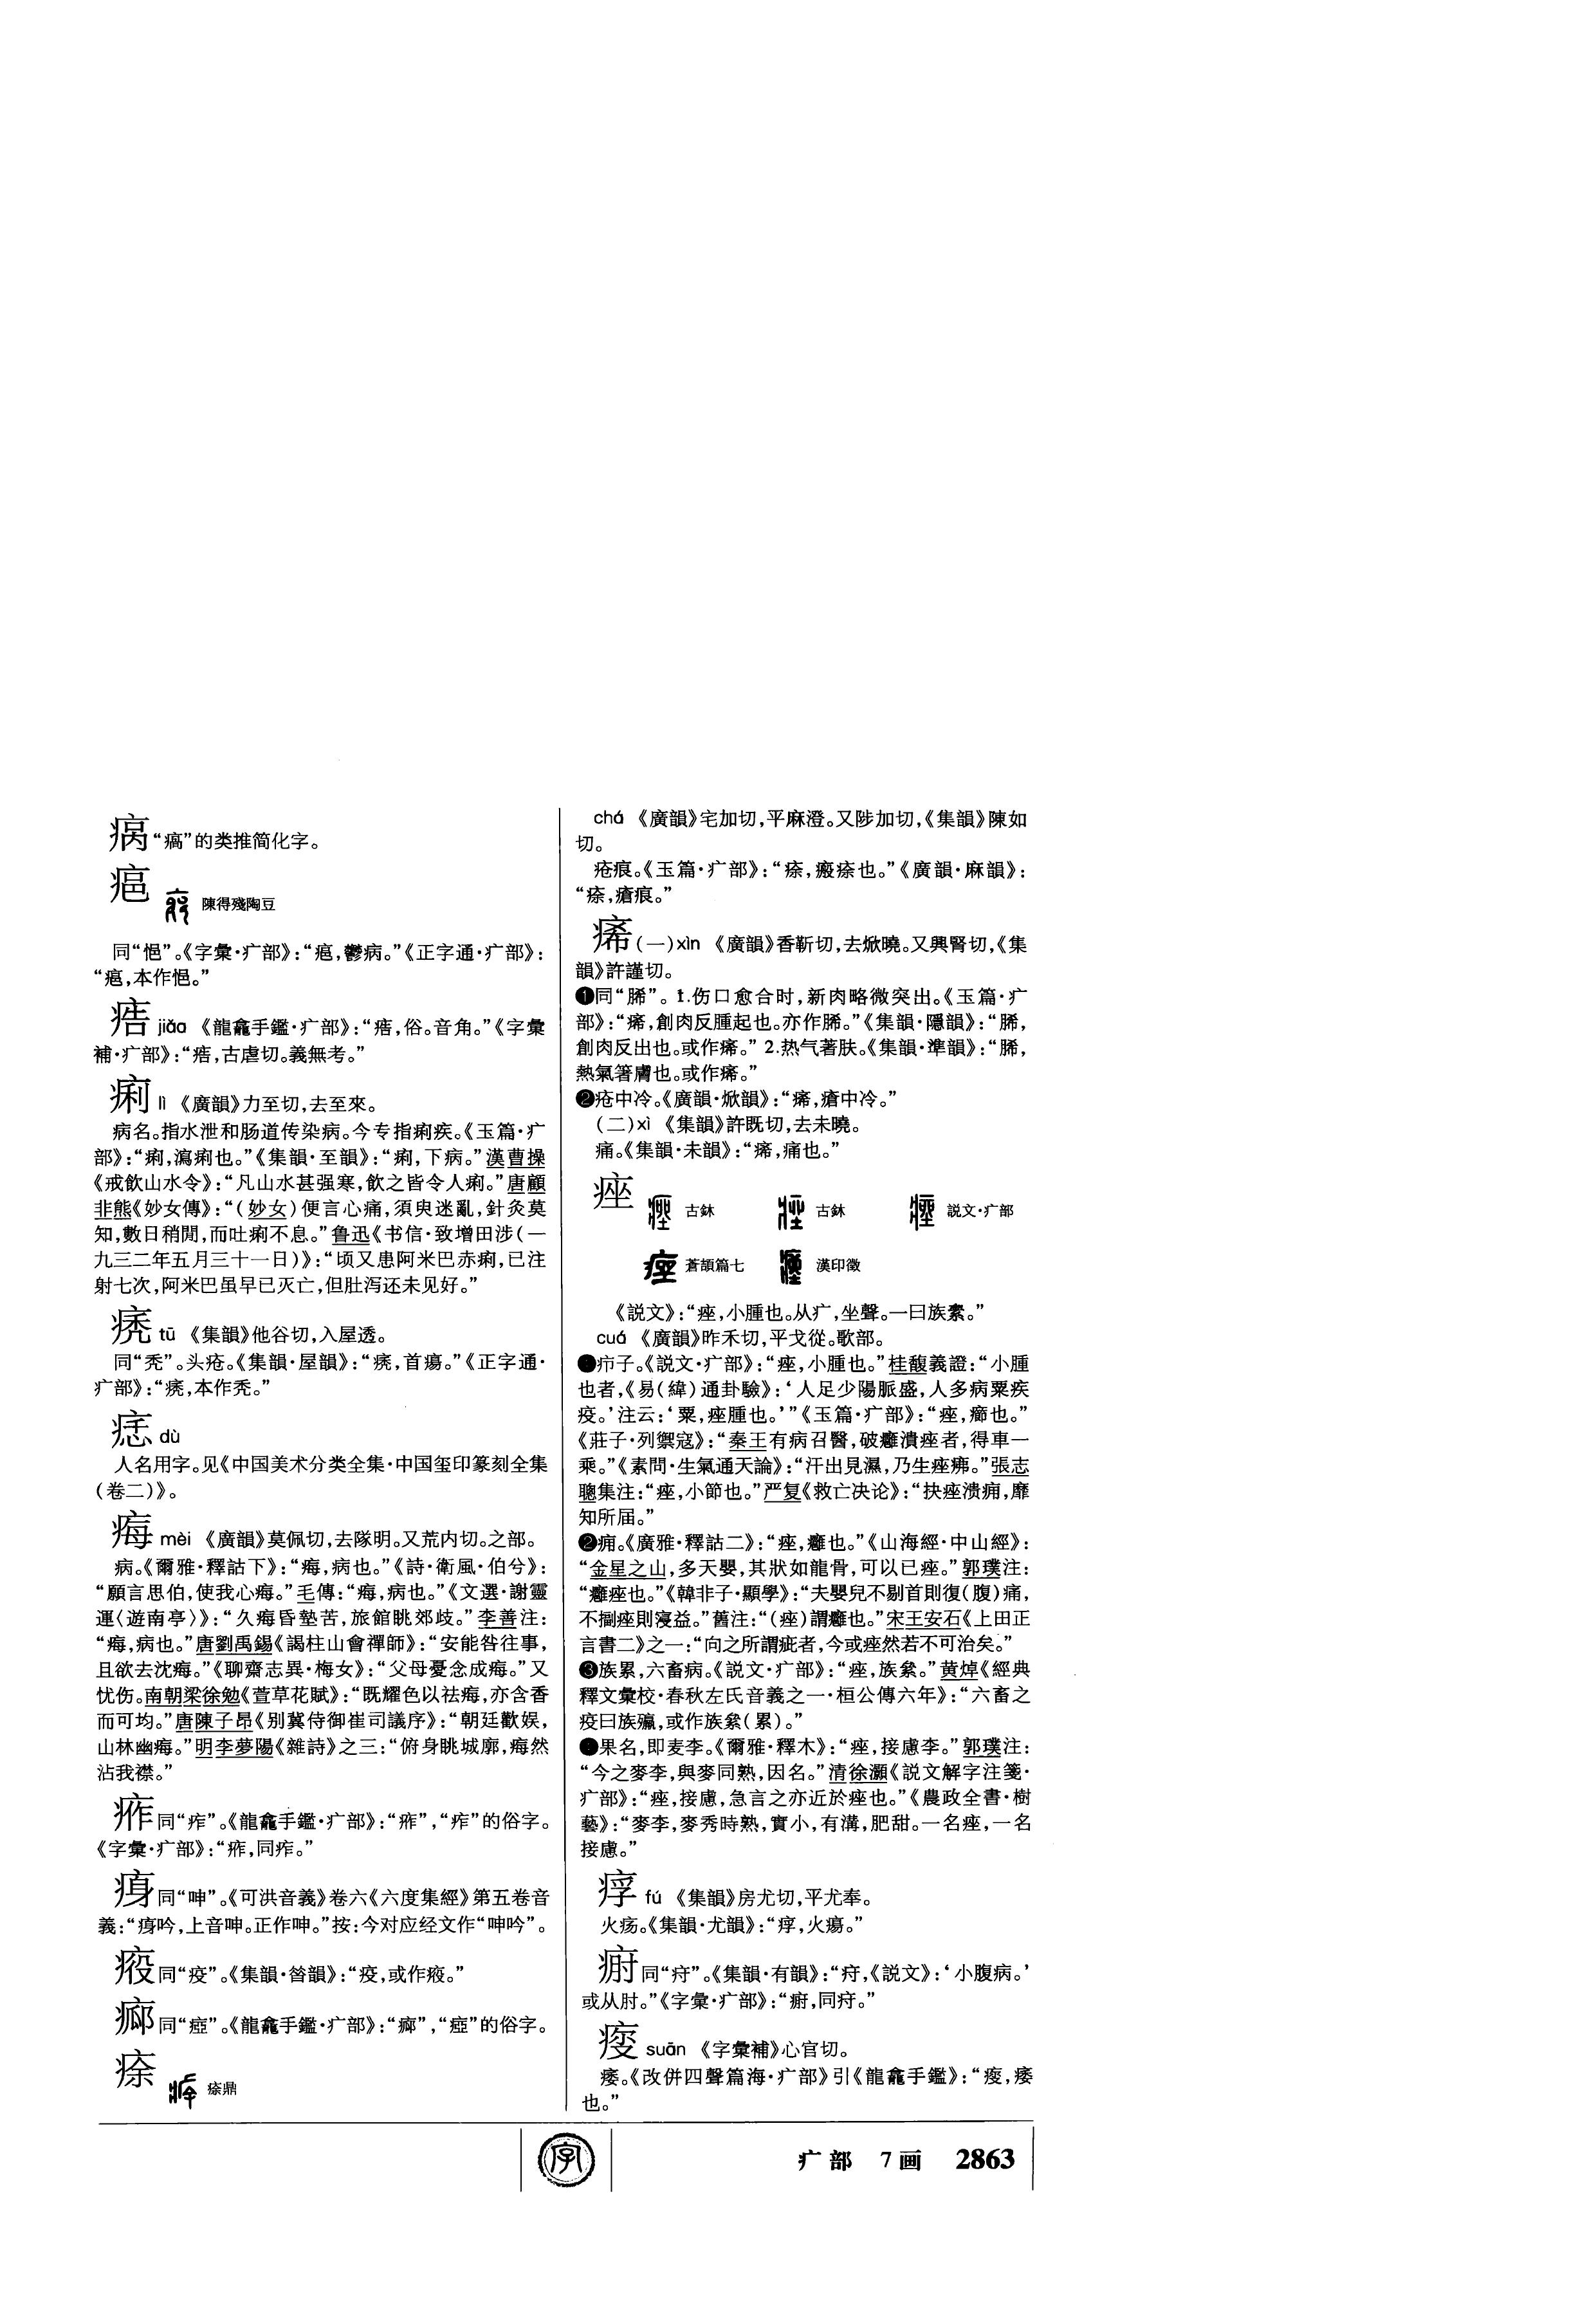 㾌“瘑”的类推简化字。
㾑 陳得殘陶豆
同“悒”。《字彙·疒部》：“㾑，鬱病。”《正字通·疒部》：
“㾑，本作悒。”
jiǎo 《龍龕手鑑·疒部》：“，俗。音角。”《字彙
補·疒部》：“，古虐切。義無考。”
痢 lì 《廣韻》力至切，去至來。
病名。指水泄和肠道传染病。今专指痢疾。《玉篇·疒
部》：“痢，瀉痢也。”《集韻·至韻》：“痢，下病。”漢曹操
《戒飲山水令》：“凡山水甚强寒，飲之皆令人痢。”唐顧
非熊《妙女傳》：“（妙女）便言心痛，須臾迷亂，針灸莫
知，數日稍閒，而吐痢不息。”鲁迅《书信·致增田涉（一
九三二年五月三十一日）》：“顷又患阿米巴赤痢，已注
射七次，阿米巴虽早已灭亡，但肚泻还未见好。”
痜 tū 《集韻》他谷切，入屋透。
同“秃”。头疮。《集韻·屋韻》：“痜，首瘍。”《正字通·
疒部》：“痜，本作秃。”
dù
人名用字。见《中国美术分类全集·中国玺印篆刻全集
（卷二）》。
痗 mèi 《廣韻》莫佩切，去隊明。又荒内切。之部。
病。《爾雅·釋詁下》：“痗，病也。”《詩·衛風·伯兮》：
“願言思伯，使我心痗。”毛傳：“痗，病也。”《文選·謝靈
運〈遊南亭〉》：“久痗昏墊苦，旅館眺郊歧。”李善注：
“痗，病也。”唐劉禹錫《謁柱山會禪師》：“安能咎往事，
且欲去沈痗。”《聊齋志異·梅女》：“父母憂念成痗。”又
忧伤。南朝梁徐勉《萱草花賦》：“既耀色以祛痗，亦含香
而可均。”唐陳子昂《别冀侍御崔司議序》：“朝廷歡娱，
山林幽痗。”明李夢陽《雜詩》之三：“俯身眺城廓，痗然
沾我襟。”
同“痄”。《龍龕手鑑·疒部》：“”，“痄”的俗字。
《字彙·疒部》：“，同痄。”
同“呻”。《可洪音義》卷六《六度集經》第五卷音
義：“吟，上音呻。正作呻。”按：今对应经文作“呻吟”。
同“疫”。《集韻·昔韻》：“疫，或作。”
同“瘂”。《龍龕手鑑·疒部》：“”，“瘂”的俗字。
㾀 㾀鼎
chá 《廣韻》宅加切，平麻澄。又陟加切，《集韻》陳如
切。
疮痕。《玉篇·疒部》：“，瘢也。”《廣韻·麻韻》：
“，瘡痕。”
痚（一）xìn 《廣韻》香靳切，去焮曉。又興腎切，《集
韻》許謹切。
❶同“脪”。1.伤口愈合时，新肉略微突出。《玉篇·疒
部》：“，創肉反腫起也。亦作脪。”《集韻·隱韻》：“脪，
創肉反出也。或作。” 2.热气著肤。《集韻·準韻》：“脪，
熱氣箸膚也。或作。”
❷疮中冷。《廣韻·焮韻》：“，瘡中冷。”
（二）xì 《集韻》許既切，去未曉。
痛。《集韻·未韻》：“，痛也。”
痤 古鉥 古鉥 説文·疒部
蒼頡篇七 漢印徵
《説文》：“痤，小腫也。从疒，坐聲。一曰族絫。”
cuó 《廣韻》昨禾切，平戈從。歌部。
❶疖子。《説文·疒部》：“痤，小腫也。”桂馥義證：“小腫
也者，《易（緯）通卦驗》：‘人足少陽脈盛，人多病粟疾
疫。’注云：‘粟，痤腫也。’”《玉篇·疒部》：“痤，癤也。”
《莊子·列禦寇》：“秦王有病召醫，破癰潰痤者，得車一
乘。”《素問·生氣通天論》：“汗出見濕，乃生痤疿。”張志
聰集注：“痤，小節也。”严复《救亡决论》：“抉痤溃痈，靡
知所届。”
❷痈。《廣雅·釋詁二》：“痤，癰也。”《山海經·中山經》：
“金星之山，多天嬰，其狀如龍骨，可以已痤。”郭璞注：
“癰痤也。”《韓非子·顯學》：“夫嬰兒不剔首則復（腹）痛，
不㨽痤則寖益。”舊注：“（痤）謂癰也。”宋王安石《上田正
言書二》之一：“向之所謂疵者，今或痤然若不可治矣。”
❸族累，六畜病。《説文·疒部》：“痤，族絫。”黄焯《經典
釋文彙校·春秋左氏音義之一·桓公傳六年》：“六畜之
疫曰族羸，或作族絫（累）。”
❹果名，即麦李。《爾雅·釋木》：“痤，接慮李。”郭璞注：
“今之麥李，與麥同熟，因名。”清徐灝《説文解字注箋·
疒部》：“痤，接慮，急言之亦近於痤也。”《農政全書·樹
藝》：“麥李，麥秀時熟，實小，有溝，肥甜。一名痤，一名
接慮。”
fú 《集韻》房尤切，平尤奉。
火疡。《集韻·尤韻》：“，火瘍。”
同“疛”。《集韻·有韻》：“疛，《説文》：‘小腹病。’
或从肘。”《字彙·疒部》：“，同疛。”
痠 suān 《字彙補》心官切。
痿。《改併四聲篇海·疒部》引《龍龕手鑑》：“痠，痿
也。”
字
疒部 7画 2863